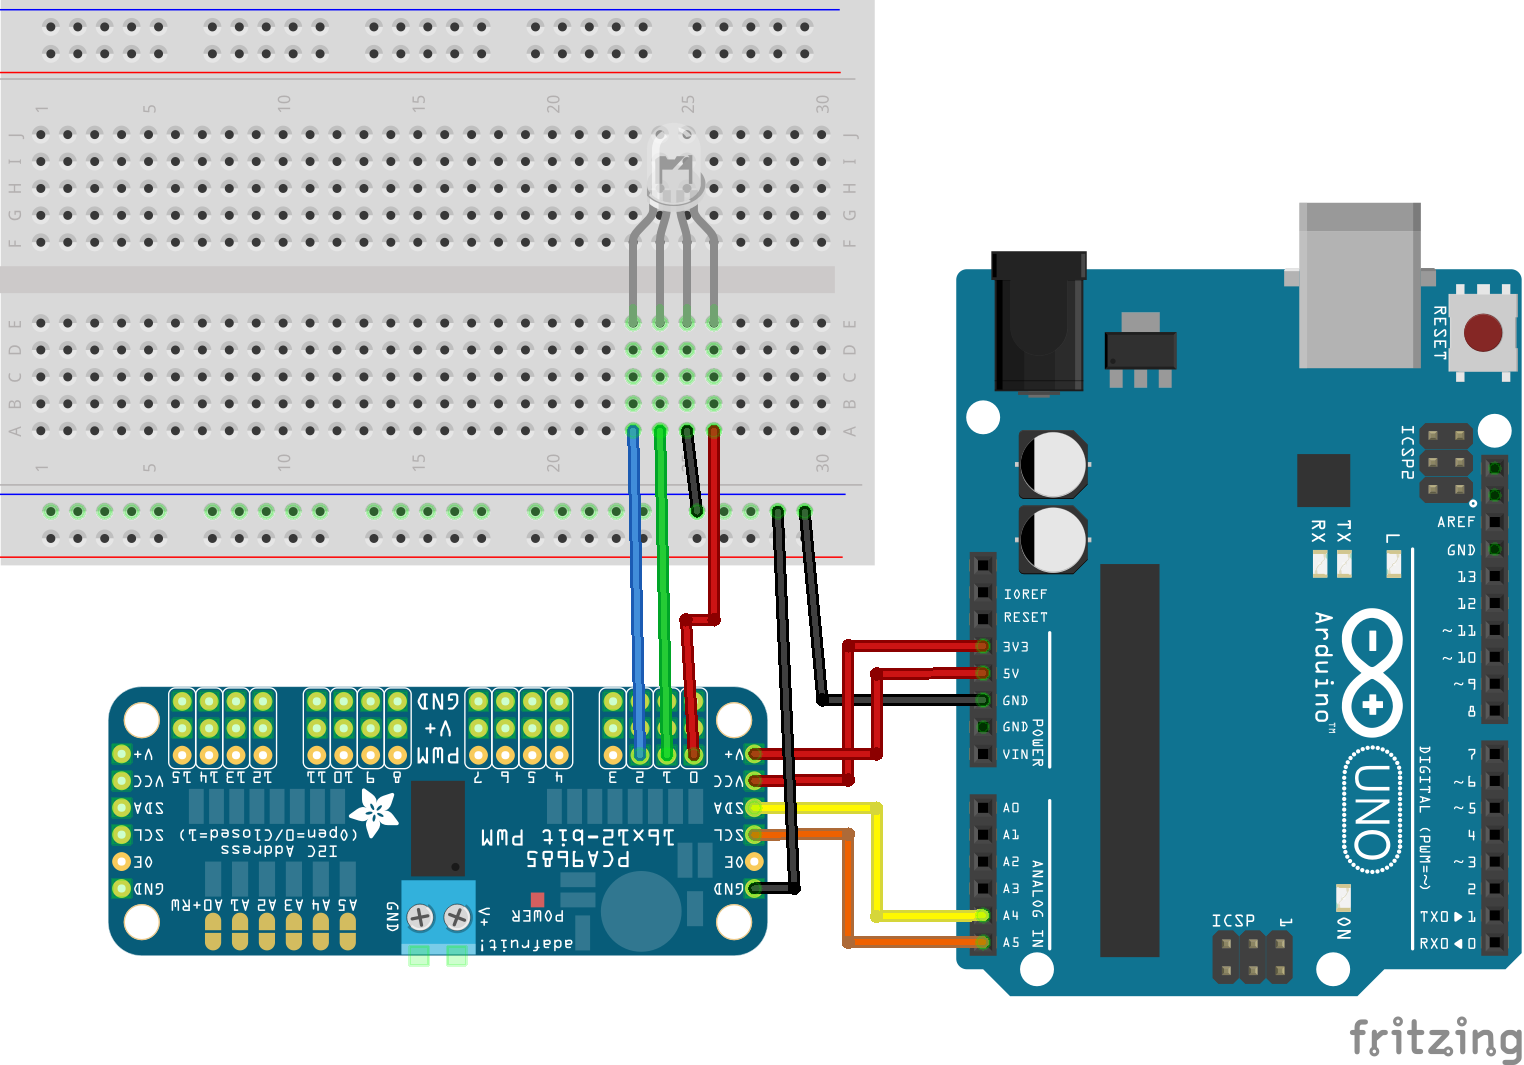 1 5 10 15 20 25 30
J J
I I
H H
G G
F F
E E
D D
C C
B B
A A
1 5 10 15 20 30
RESET
ICSP2
AREF
GND
RX TX L
13
12
~11
~10
~9
8
IOREF
RESET
3V3
5V
GND
GND
VIN
POWER
Arduino™
UNO
7
~6
~5
4
~3
2
TX0▶1
RX0◀0
DIGITAL (PWM=~)
A0
A1
A2
A3
A4
A5
ANALOG IN
ICSP 1
ON
GND
V+
PWM
15 14 13 12 11 10 9 8 7 6 5 4 3 2 1 0
V+ V+
VCC VCC
SDA SDA
SCL SCL
OE OE
GND GND
16x12-bit PWM
PCA9685
I2C Address
(Open=0/Closed=1)
A5 A4 A3 A2 A1 A0+RW
GND V+
POWER
adafruit!
fritzing